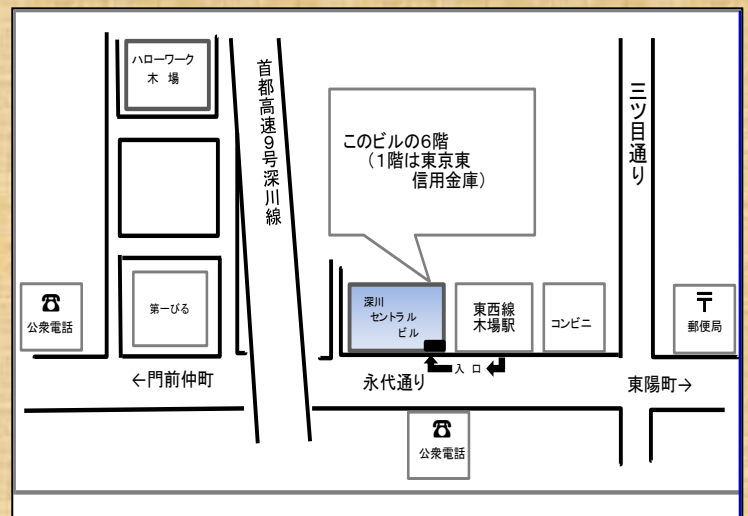 ハローワーク
木 場
首都高速9号深川線
三ツ目通り
このビルの6階
(1階は東京東
信用金庫)
公衆電話
第一びる
深川
セントラル
ビル
東西線
木場駅
コンビニ
〒
郵便局
入 口
←門前仲町
永代通り
東陽町→
公衆電話